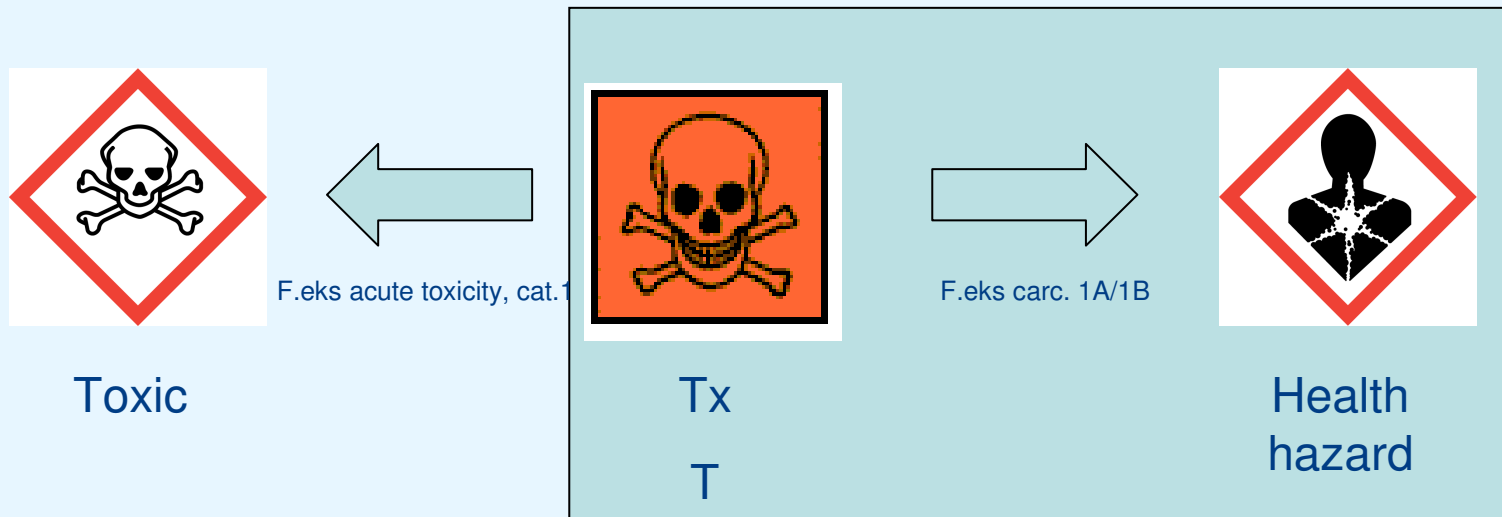 F.eks acute toxicity, cat.1
F.eks carc. 1A/1B
Toxic
Tx
T
Health
hazard